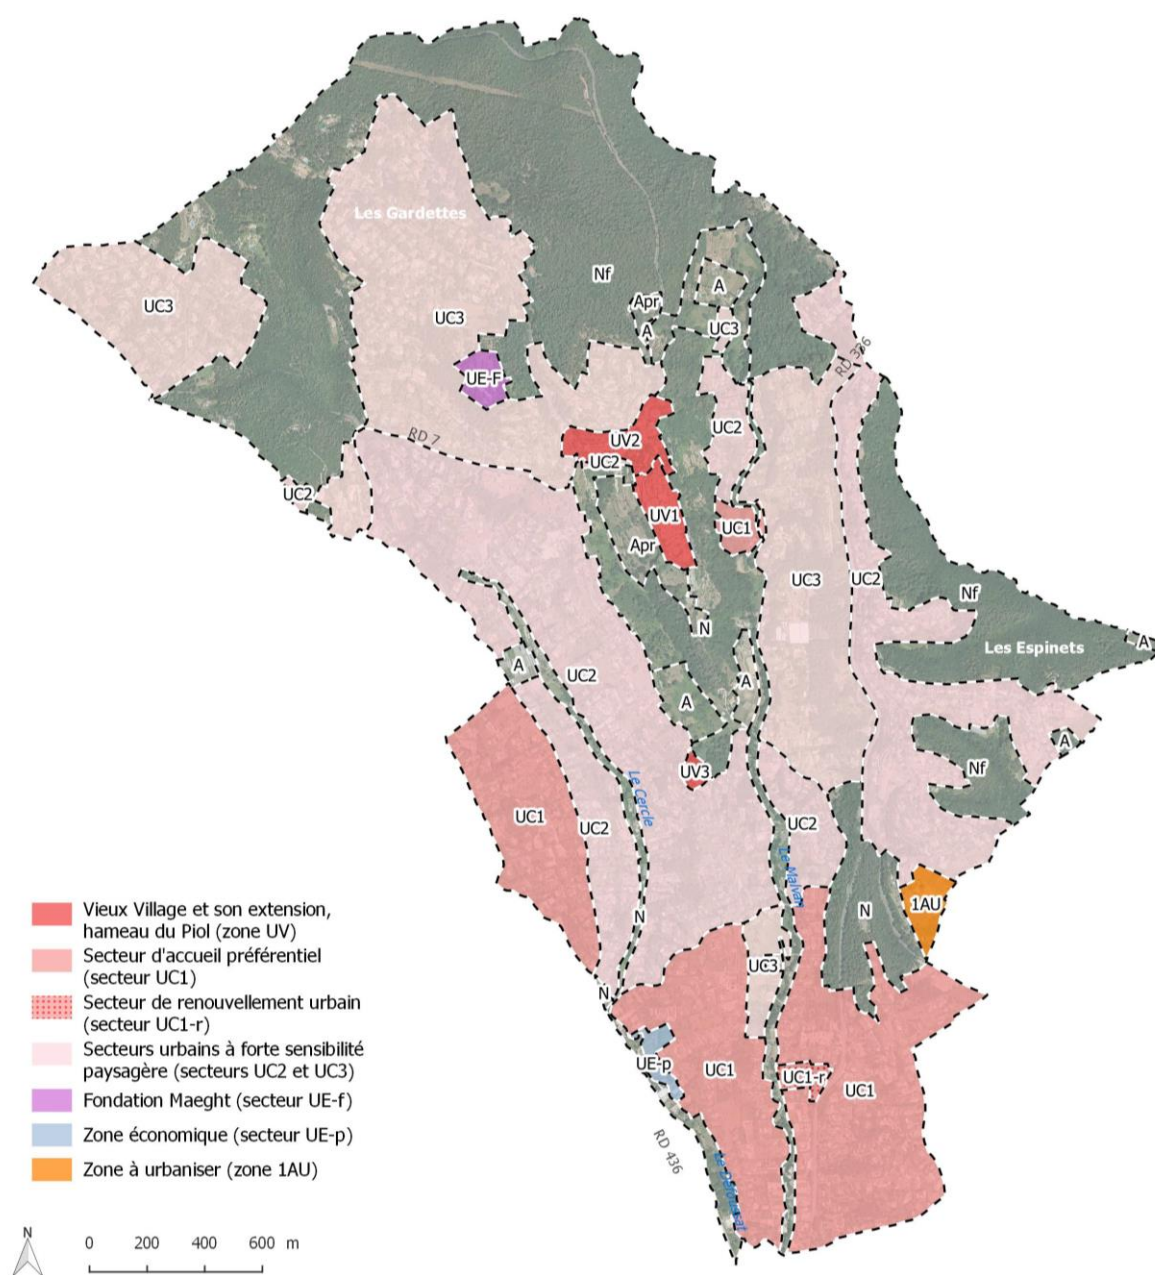 Les Gardettes
Nf
A
Apr
UC3
A
UC3
UC3
RD 336
UE-F
UC2
RD 7
UV2
UC2
UC2
UV1
UC1
Apr
UC3
UC2
Nf
N
Les Espinets
A
A
UC2
A
A
A
Nf
UV3
Le Cercle
UC1
UC2
UC2
Le Malvan
1AU
N
N
UC3
N
UE-p
UC1
UC1-r
UC1
RD 436
Vieux Village et son extension,
hameau du Piol (zone UV)
Secteur d'accueil préférentiel
(secteur UC1)
Secteur de renouvellement urbain
(secteur UC1-r)
Secteurs urbains à forte sensibilité
paysagère (secteurs UC2 et UC3)
Fondation Maeght (secteur UE-f)
Zone économique (secteur UE-p)
Zone à urbaniser (zone 1AU)
N
0 200 400 600 m